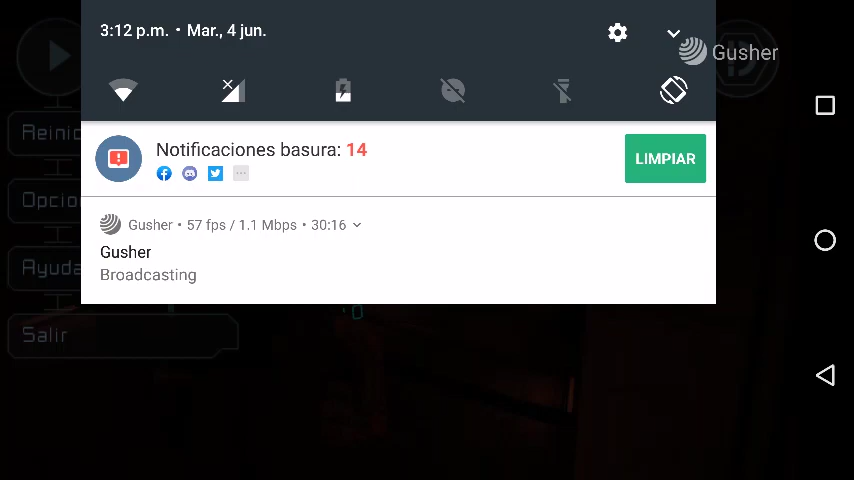 3:12 p.m. • Mar., 4 jun.
Gusher
Reinic
Notificaciones basura: 14
LIMPIAR
Opcio
Gusher • 57 fps / 1.1 Mbps • 30:16
Gusher
Ayuda
Broadcasting
Salir